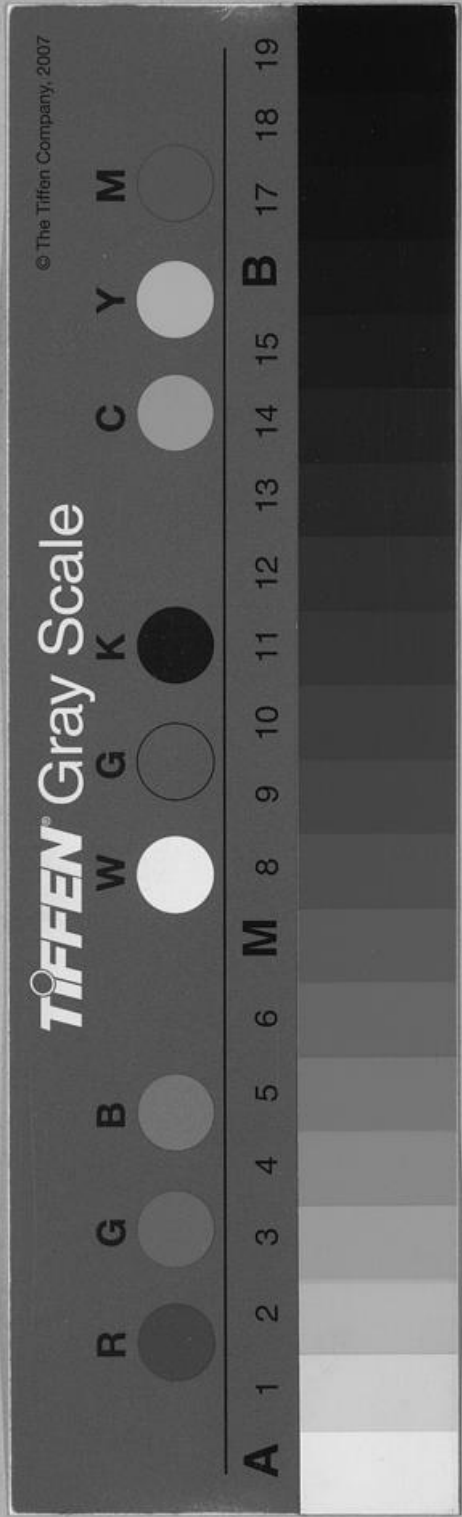 TIFFEN® Gray Scale
© The Tiffen Company, 2007
R G B W G K C Y M
A 1 2 3 4 5 6 M 8 9 10 11 12 13 14 15 B 17 18 19